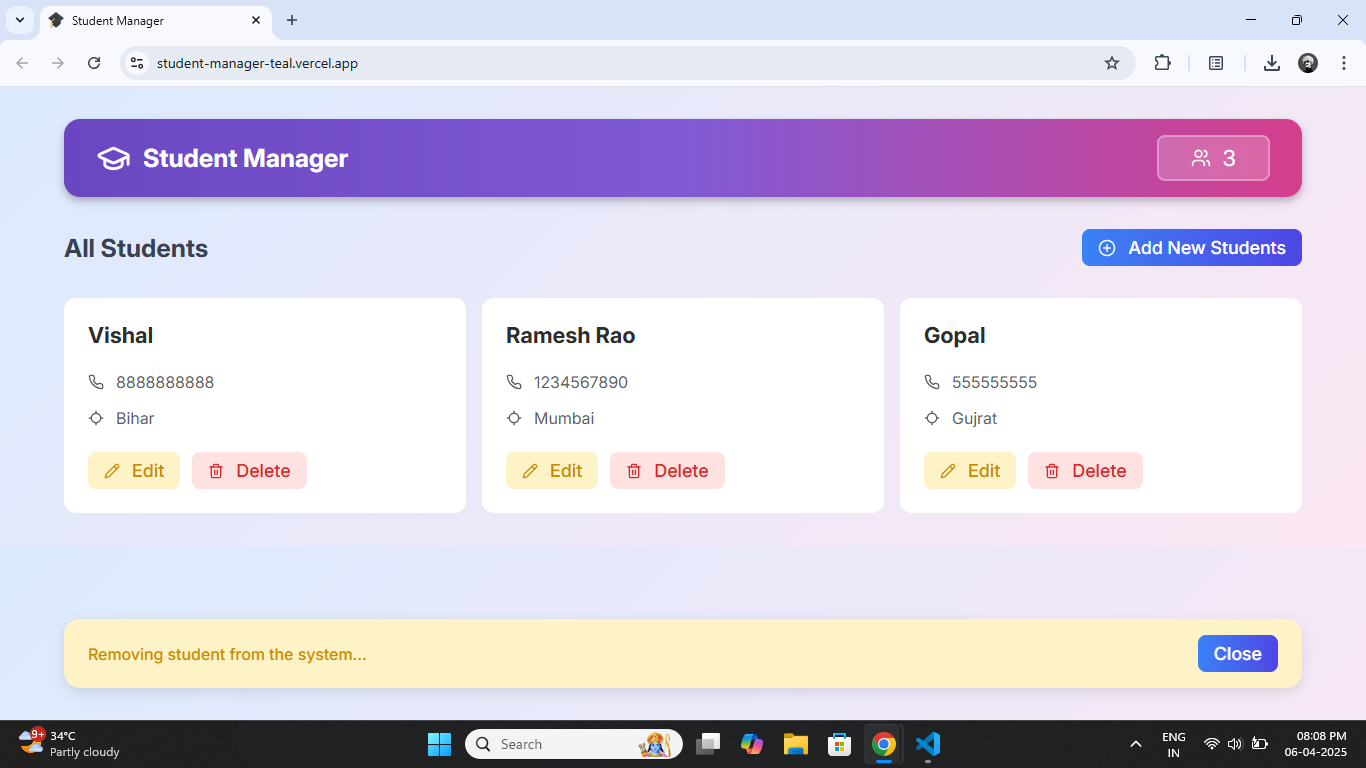 Student Manager
student-manager-teal.vercel.app
Student Manager
3
All Students
Add New Students
Vishal
8888888888
Bihar
Edit
Delete
Ramesh Rao
1234567890
Mumbai
Edit
Delete
Gopal
555555555
Gujrat
Edit
Delete
Removing student from the system...
Close
9+
34°C
Partly cloudy
Search
ENG
IN
08:08 PM
06-04-2025